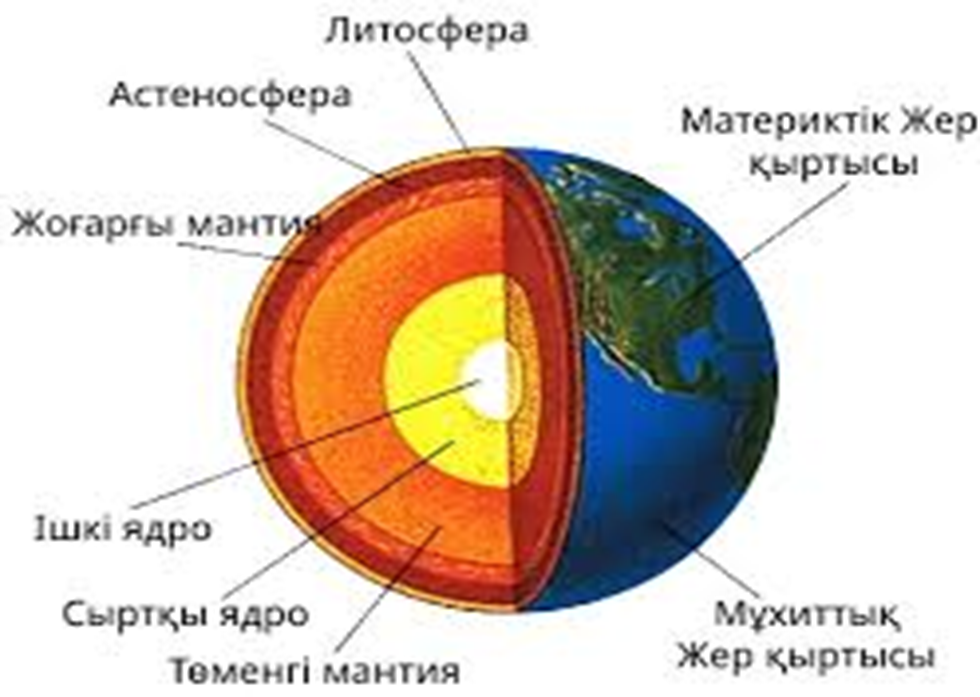 Литосфера
Астеносфера
Материктік Жер
қыртысы
Жоғарғы мантия
Ішкі ядро
Сыртқы ядро
Төменгі мантия
Мұхиттық
Жер қыртысы